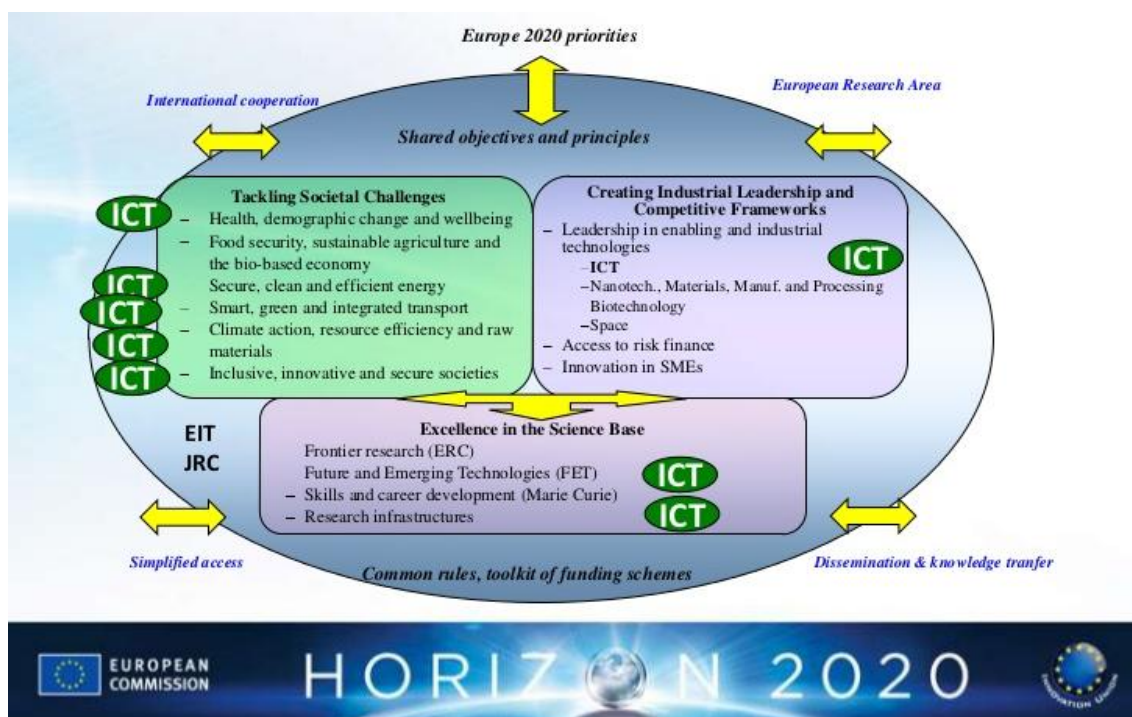 Europe 2020 priorities
International cooperation
European Research Area
Shared objectives and principles
Tackling Societal Challenges
ICT
– Health, demographic change and wellbeing
– Food security, sustainable agriculture and
the bio-based economy
ICT
Secure, clean and efficient energy
ICT
– Smart, green and integrated transport
ICT
– Climate action, resource efficiency and raw
materials
ICT
– Inclusive, innovative and secure societies
Creating Industrial Leadership and
Competitive Frameworks
– Leadership in enabling and industrial
technologies
ICT
–ICT
–Nanotech., Materials, Manuf. and Processing
Biotechnology
–Space
– Access to risk finance
– Innovation in SMEs
EIT
JRC
Excellence in the Science Base
Frontier research (ERC)
Future and Emerging Technologies (FET)
ICT
– Skills and career development (Marie Curie)
– Research infrastructures
ICT
Simplified access
Dissemination & knowledge tranfer
Common rules, toolkit of funding schemes
EUROPEAN
COMMISSION
HORIZON 2020
INNOVATION UNION